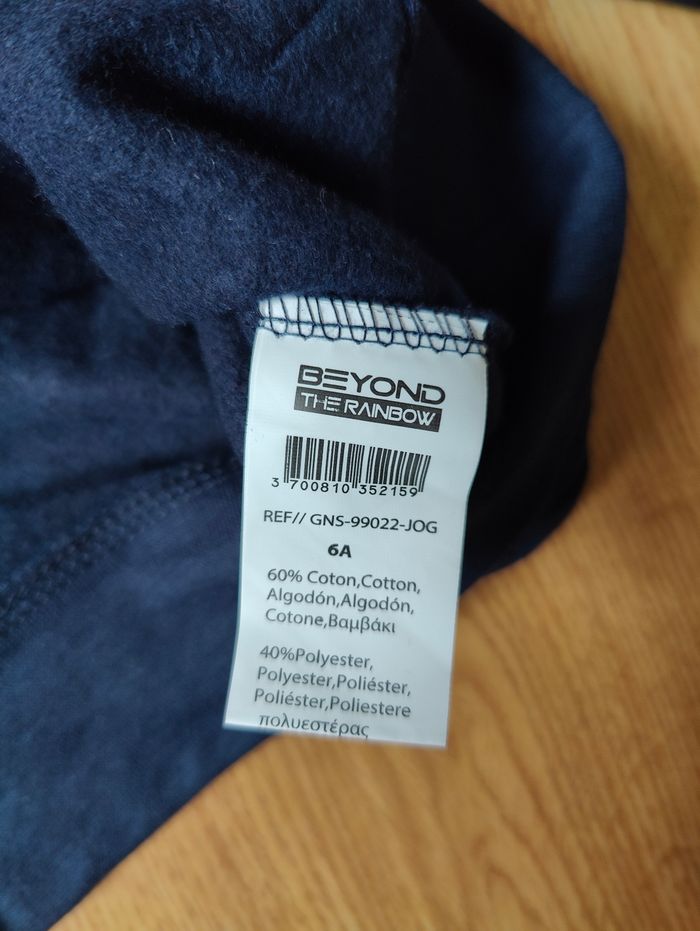 BEYOND
THE RAINBOW
3 700810 352159
REF// GNS-99022-JOG
6A
60% Coton,Cotton,
Algodón,Algodón,
Cotone,Βαμβάκι
40%Polyester,
Polyester,Poliéster,
Poliéster,Poliestere
πολυεστέρας